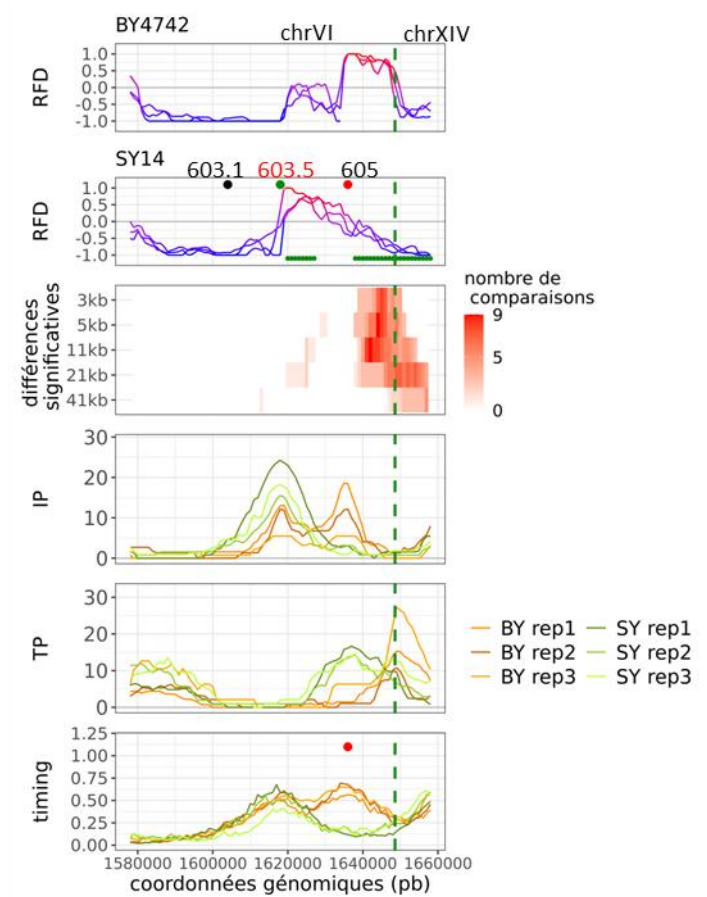 BY4742
chrVI chrXIV
RFD
1.0
0.5
0.0
-0.5
-1.0
SY14
603.1 603.5 605
RFD
1.0
0.5
0.0
-0.5
-1.0
différences
significatives
3kb
5kb
11kb
21kb
41kb
nombre de
comparaisons
9
5
0
IP
30
20
10
0
TP
30
20
10
0
BY rep1 SY rep1
BY rep2 SY rep2
BY rep3 SY rep3
timing
1.25
1.00
0.75
0.50
0.25
0.00
1580000 1600000 1620000 1640000 1660000
coordonnées génomiques (pb)